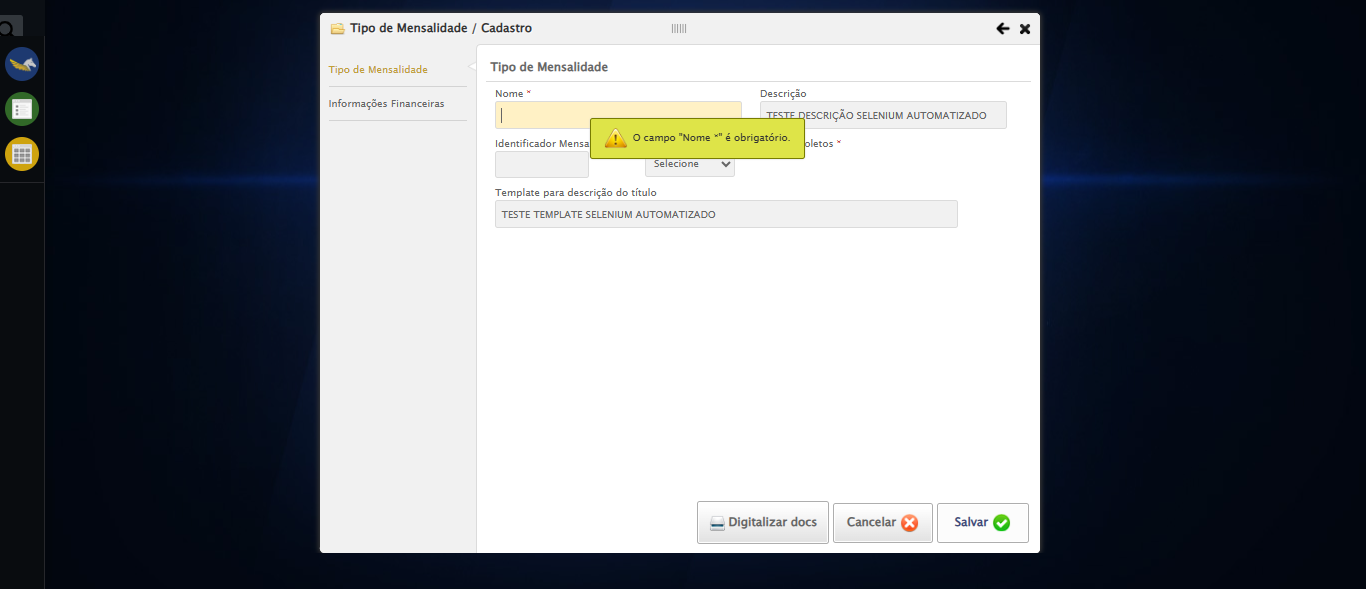 Tipo de Mensalidade / Cadastro
Tipo de Mensalidade
Informações Financeiras
Tipo de Mensalidade
Nome *
Descrição
TESTE DESCRIÇÃO SELENIUM AUTOMATIZADO
O campo "Nome *" é obrigatório.
Identificador Mensa
oletos *
Selecione
Template para descrição do título
TESTE TEMPLATE SELENIUM AUTOMATIZADO
Digitalizar docs
Cancelar
Salvar